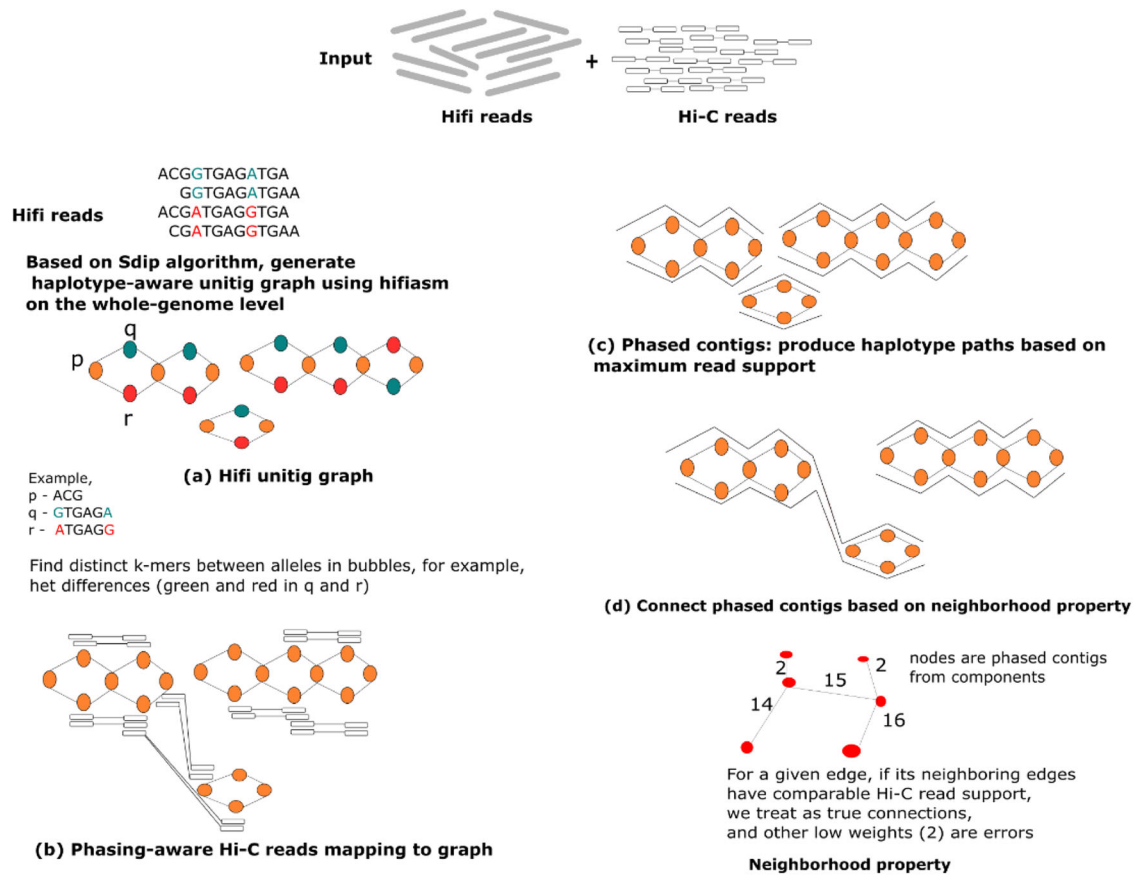 Input
+
Hifi reads
Hi-C reads
ACGGTGAGATGA
GGTGAGATGAA
Hifi reads
ACGATGAGGTGA
CGATGAGGTGAA
Based on Sdip algorithm, generate
haplotype-aware unitig graph using hifiasm
on the whole-genome level
q
p
r
(a) Hifi unitig graph
Example,
p - ACG
q - GTGAGA
r - ATGAGG
Find distinct k-mers between alleles in bubbles, for example,
het differences (green and red in q and r)
(b) Phasing-aware Hi-C reads mapping to graph
(c) Phased contigs: produce haplotype paths based on
maximum read support
(d) Connect phased contigs based on neighborhood property
2
15
2
14
16
nodes are phased contigs
from components
For a given edge, if its neighboring edges
have comparable Hi-C read support,
we treat as true connections,
and other low weights (2) are errors
Neighborhood property